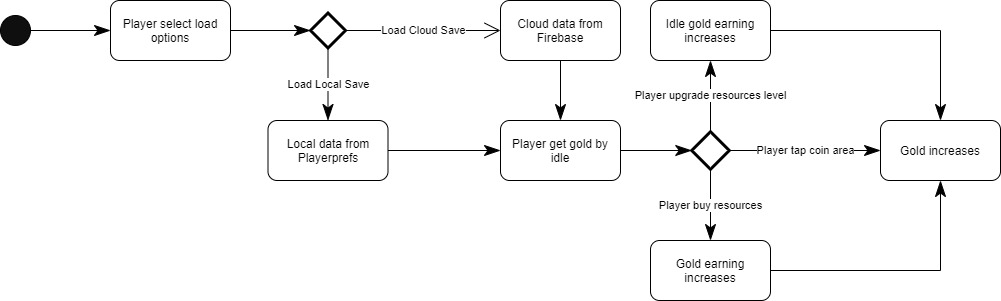 Player select load
options
Load Cloud Save
Cloud data from
Firebase
Idle gold earning
increases
Load Local Save
Player upgrade resources level
Local data from
Playerprefs
Player get gold by
idle
Player tap coin area
Gold increases
Player buy resources
Gold earning
increases